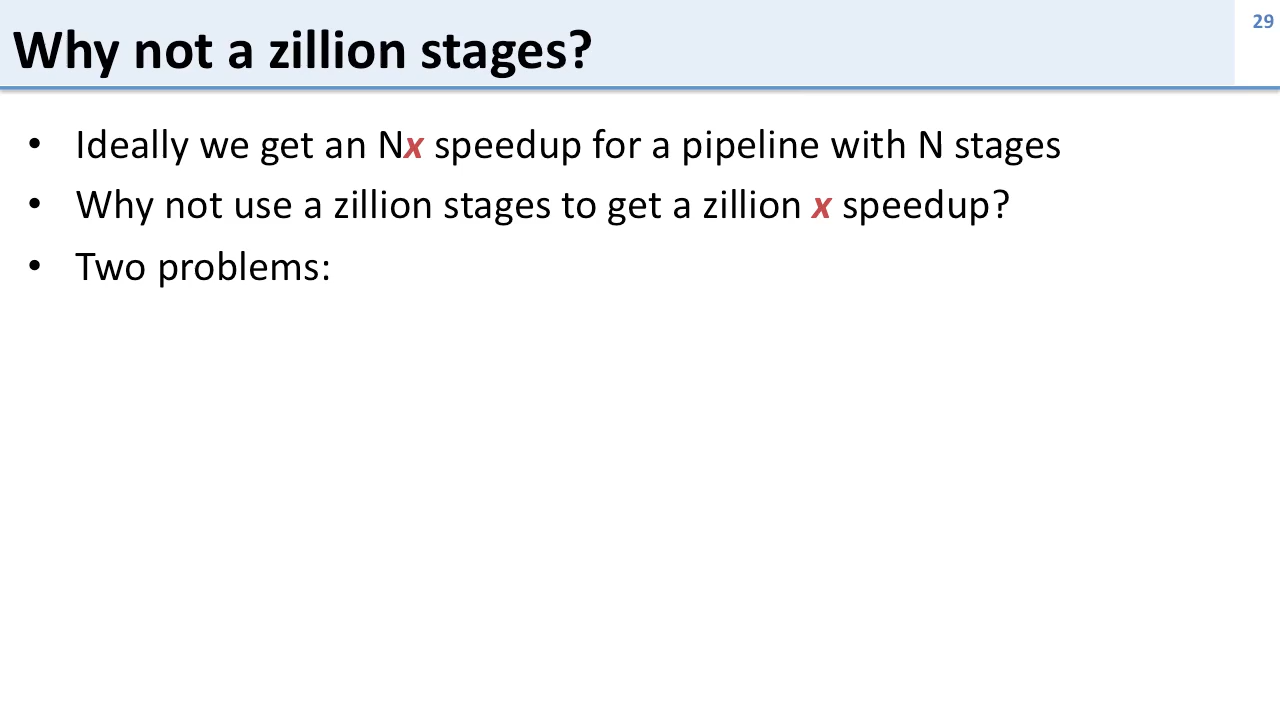 Why not a zillion stages?
29
• Ideally we get an Nx speedup for a pipeline with N stages
• Why not use a zillion stages to get a zillion x speedup?
• Two problems: